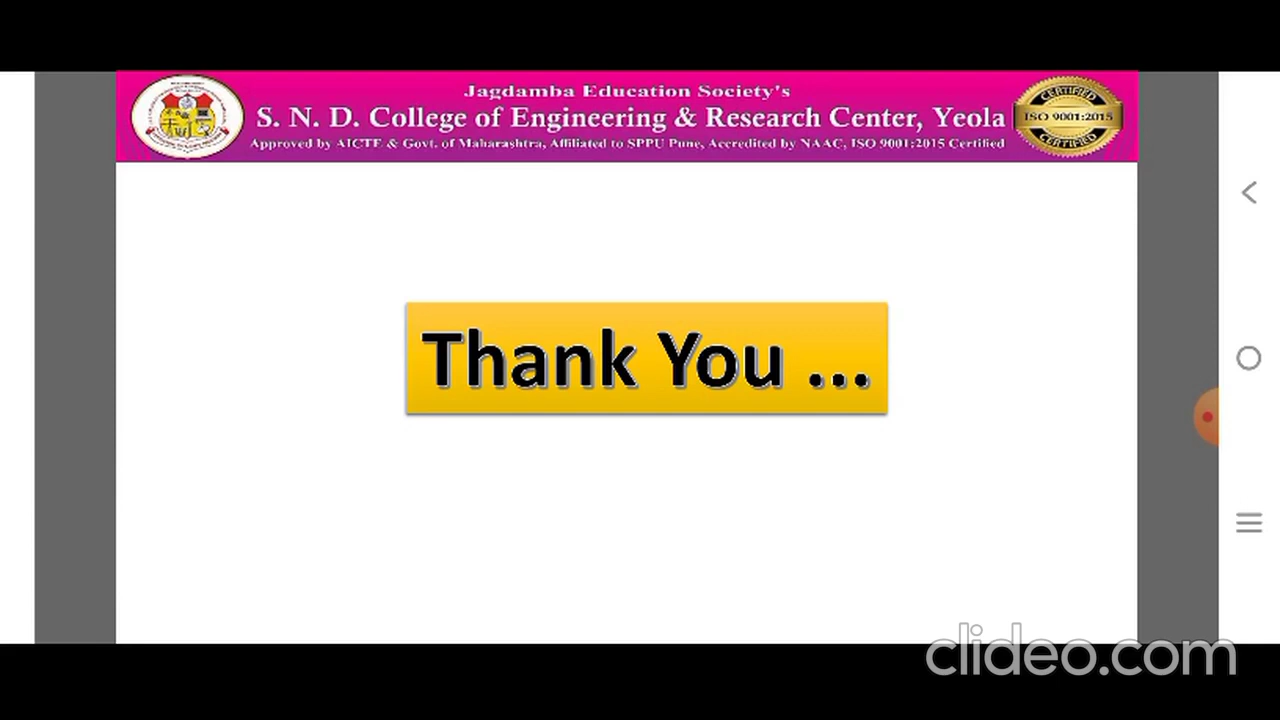 Jagdamba Education Society's
S. N. D. College of Engineering & Research Center, Yeola
Approved by AICTE & Govt. of Maharashtra, Affiliated to SPPU Pune, Accredited by NAAC, ISO 9001:2015 Certified
CERTIFIED
ISO 9001:2015
CERTIFIED
Thank You ...
clideo.com